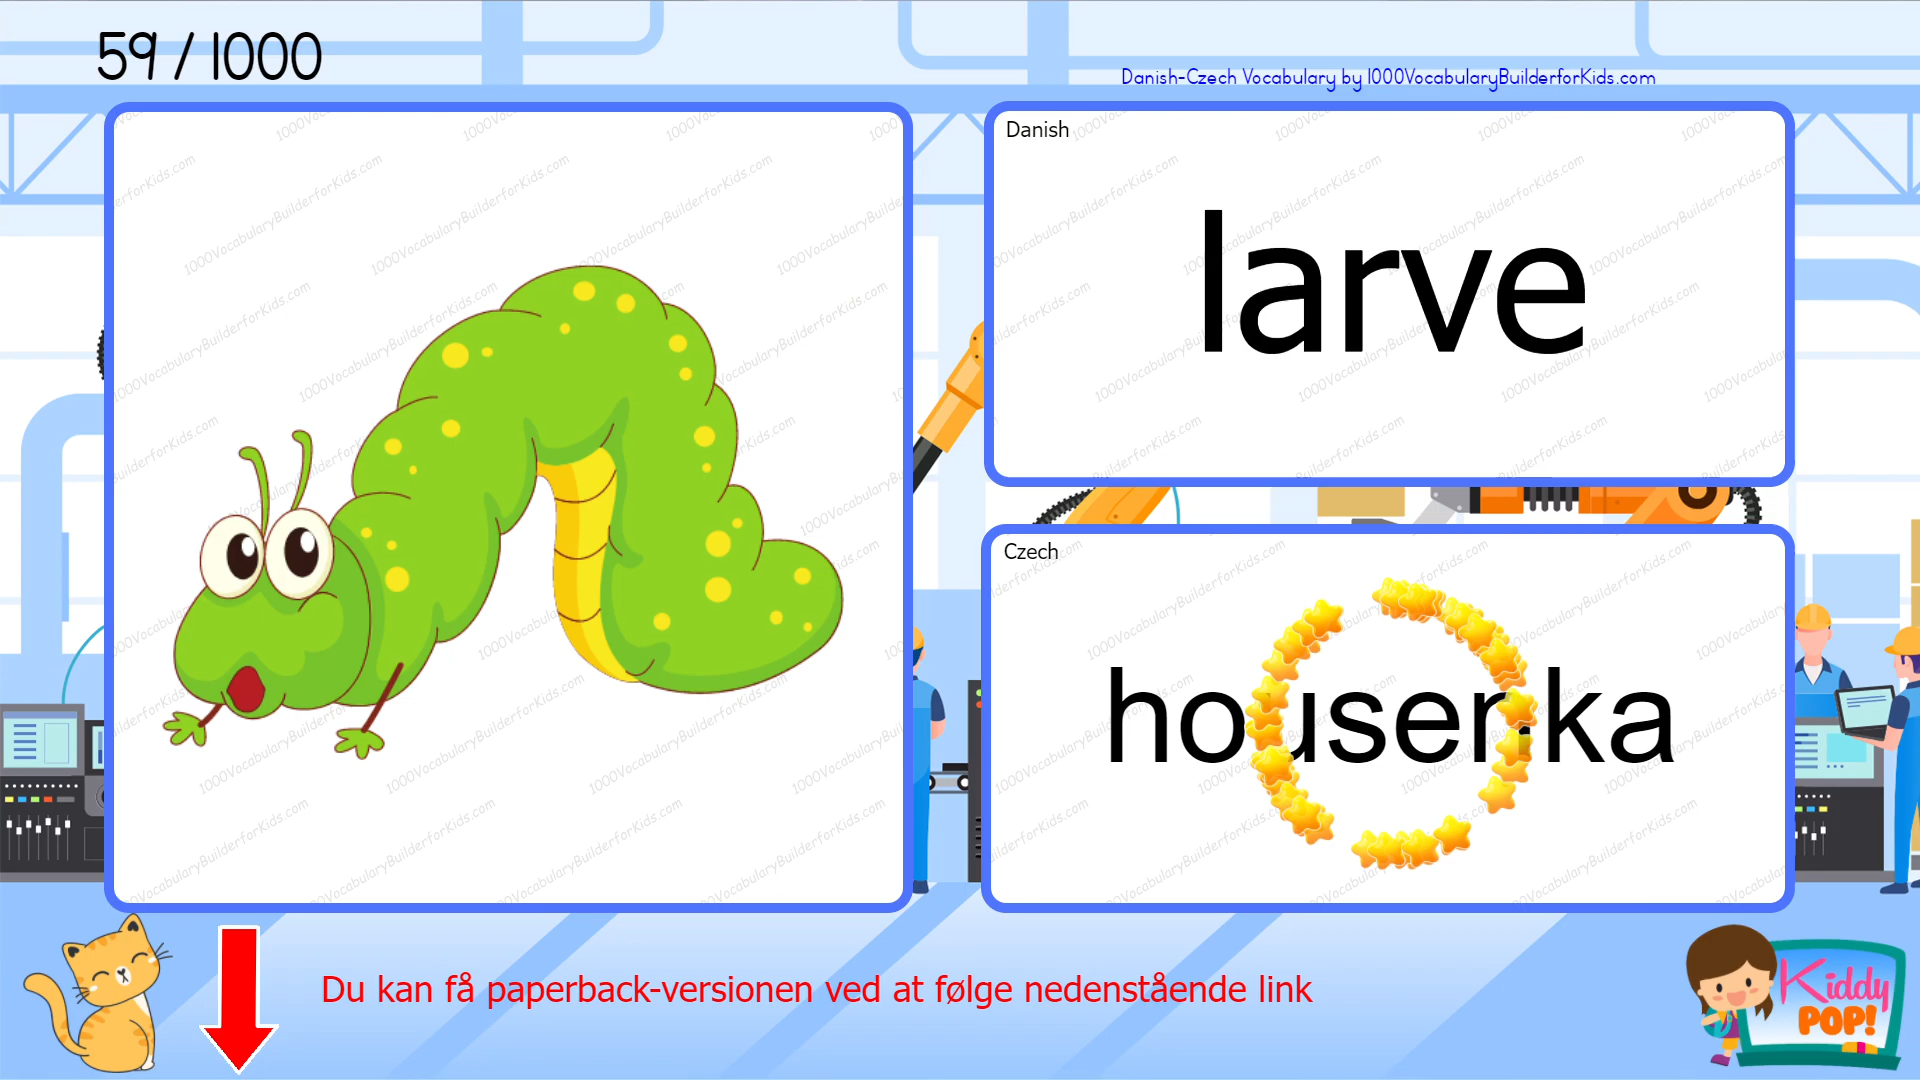 59 / 1000
Danish-Czech Vocabulary by 1000VocabularyBuilderforKids.com
Danish
larve
Czech
housenka
Du kan få paperback-versionen ved at følge nedenstående link
Kiddy
POP!